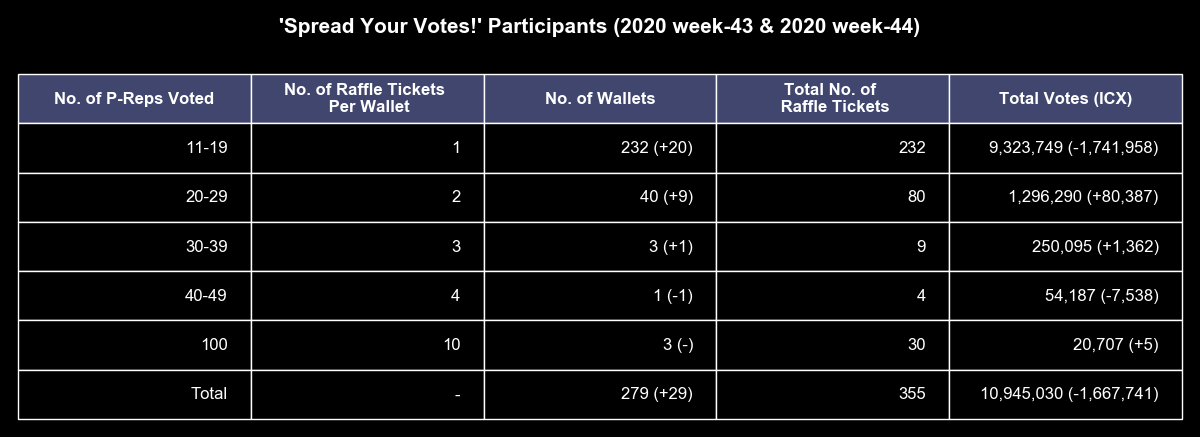 'Spread Your Votes!' Participants (2020 week-43 & 2020 week-44)
No. of P-Reps Voted No. of Raffle Tickets Per Wallet No. of Wallets Total No. of Raffle Tickets Total Votes (ICX)
11-19 1 232 (+20) 232 9,323,749 (-1,741,958)
20-29 2 40 (+9) 80 1,296,290 (+80,387)
30-39 3 3 (+1) 9 250,095 (+1,362)
40-49 4 1 (-1) 4 54,187 (-7,538)
100 10 3 (-) 30 20,707 (+5)
Total - 279 (+29) 355 10,945,030 (-1,667,741)